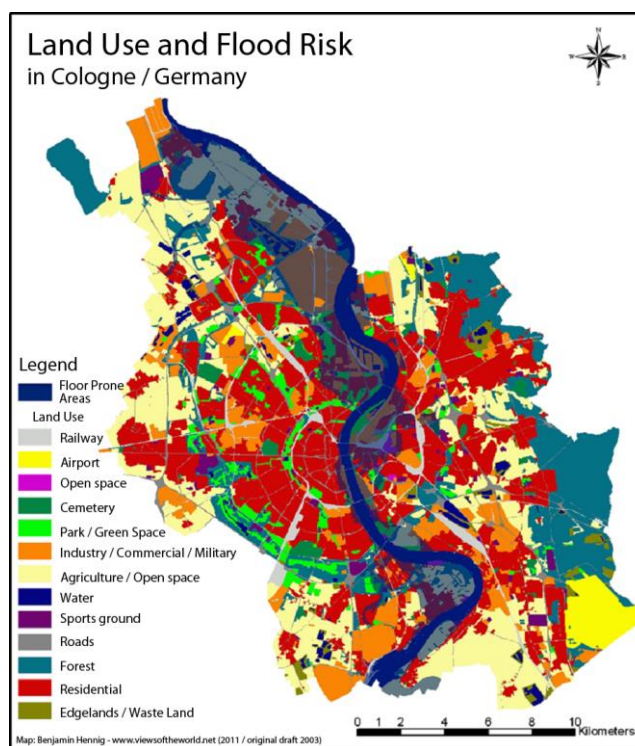 Land Use and Flood Risk
in Cologne / Germany
N
W
E
S
Legend
Floor Prone
Areas
Land Use
Railway
Airport
Open space
Cemetery
Park / Green Space
Industry / Commercial / Military
Agriculture / Open space
Water
Sports ground
Roads
Forest
Residential
Edgelands / Waste Land
0 1 2 4 6 8 10
Kilometers
Map: Benjamin Hennig - www.viewsoftheworld.net (2011 / original draft 2003)